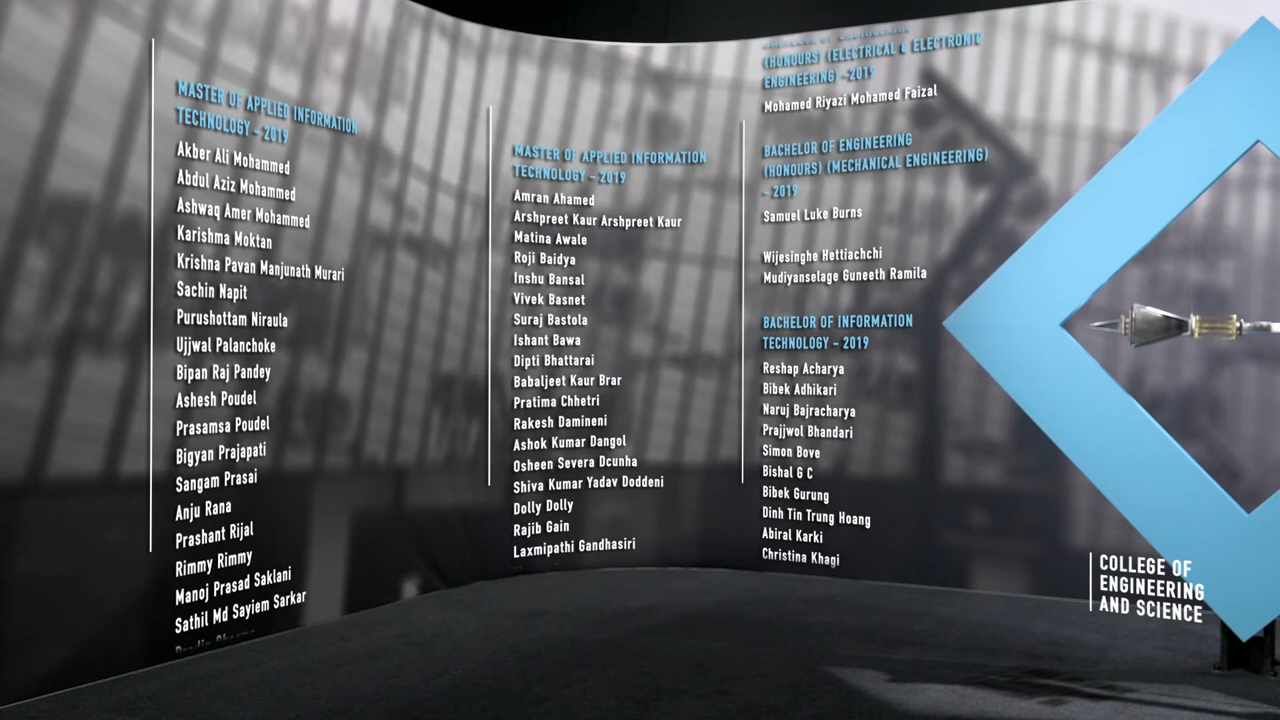 MASTER OF APPLIED INFORMATION
TECHNOLOGY - 2019
Akber Ali Mohammed
Abdul Aziz Mohammed
Ashwaq Amer Mohammed
Karishma Moktan
Krishna Pavan Manjunath Murari
Sachin Napit
Purushottam Niraula
Ujjwal Palanchoke
Bipan Raj Pandey
Ashesh Poudel
Prasamsa Poudel
Bigyan Prajapati
Sangam Prasai
Anju Rana
Prashant Rijal
Rimmy Rimmy
Manoj Prasad Saklani
Sathil Md Sayiem Sarkar
MASTER OF APPLIED INFORMATION
TECHNOLOGY - 2019
Amran Ahamed
Arshpreet Kaur Arshpreet Kaur
Matina Awale
Roji Baidya
Inshu Bansal
Vivek Basnet
Suraj Bastola
Ishant Bawa
Dipti Bhattarai
Babaljeet Kaur Brar
Pratima Chhetri
Rakesh Damineni
Ashok Kumar Dangol
Osheen Severa Dcunha
Shiva Kumar Yadav Doddeni
Dolly Dolly
Rajib Gain
Laxmipathi Gandhasiri
(HONOURS) (ELECTRICAL & ELECTRONIC
ENGINEERING) -2019
Mohamed Riyazi Mohamed Faizal
BACHELOR OF ENGINEERING
(HONOURS) (MECHANICAL ENGINEERING)
- 2019
Samuel Luke Burns
Wijesinghe Hettiachchi
Mudiyanselage Guneeth Ramila
BACHELOR OF INFORMATION
TECHNOLOGY - 2019
Reshap Acharya
Bibek Adhikari
Naruj Bajracharya
Prajjwol Bhandari
Simon Bove
Bishal G C
Bibek Gurung
Dinh Tin Trung Hoang
Abiral Karki
Christina Khagi
COLLEGE OF
ENGINEERING
AND SCIENCE